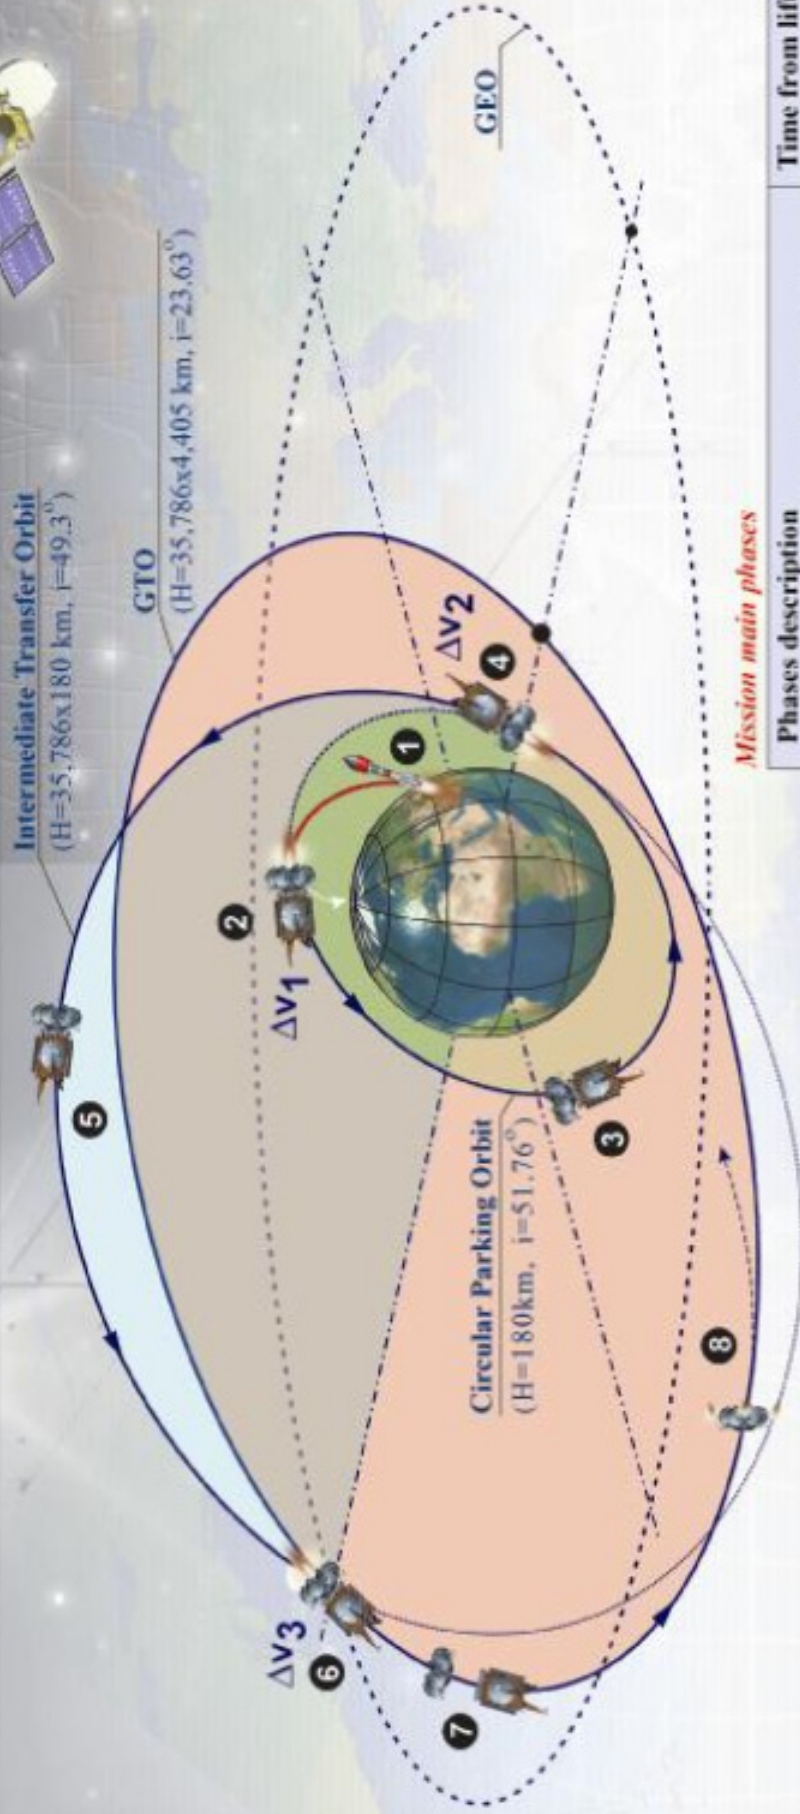 Intermediate Transfer Orbit
(H=35,786x180 km, i=49.3°)
GTO
(H=35,786x4,405 km, i=23.63°)
GEO
5
2
ΔV1
1
ΔV2
4
ΔV3
6
7
Circular Parking Orbit
(H=180km, i=51.76°)
3
8
Mission main phases
Phases description
Time from